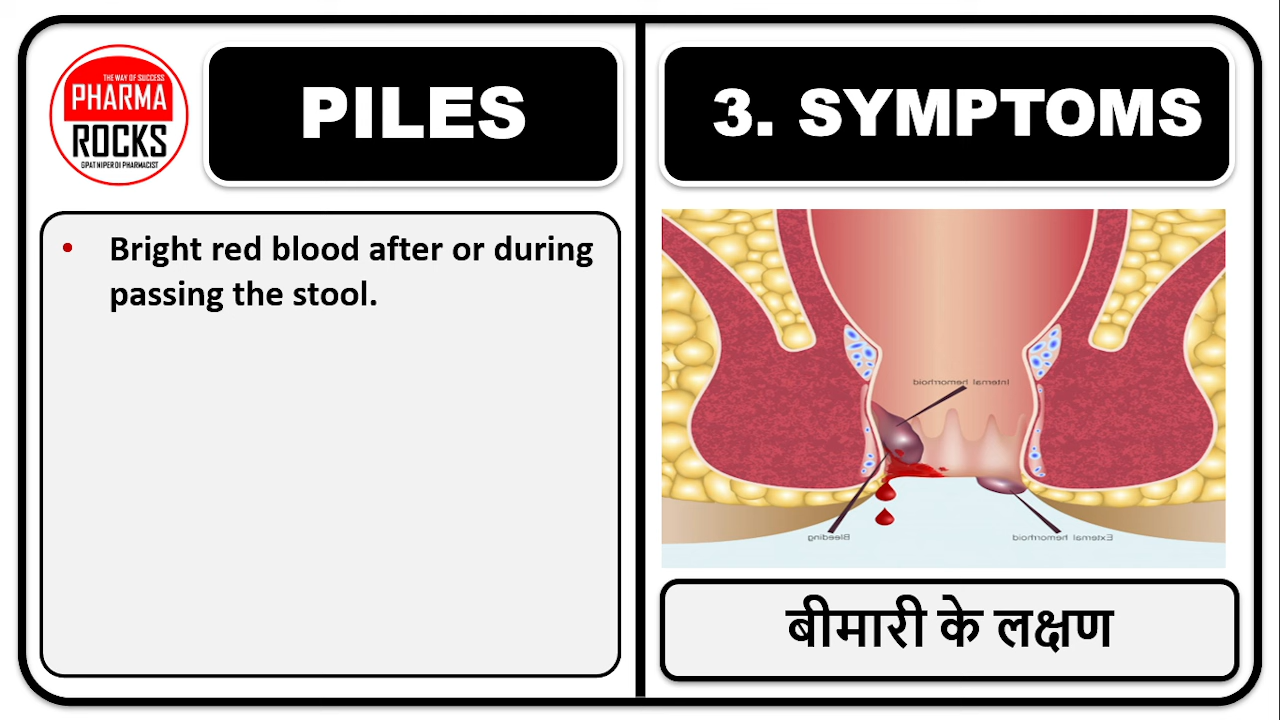 THE WAY OF SUCCESS
PHARMA
ROCKS
GPAT NIPER DI PHARMACIST
PILES
• Bright red blood after or during
passing the stool.
3. SYMPTOMS
Internal hemorrhoid
Bleeding
External hemorrhoid
बीमारी के लक्षण